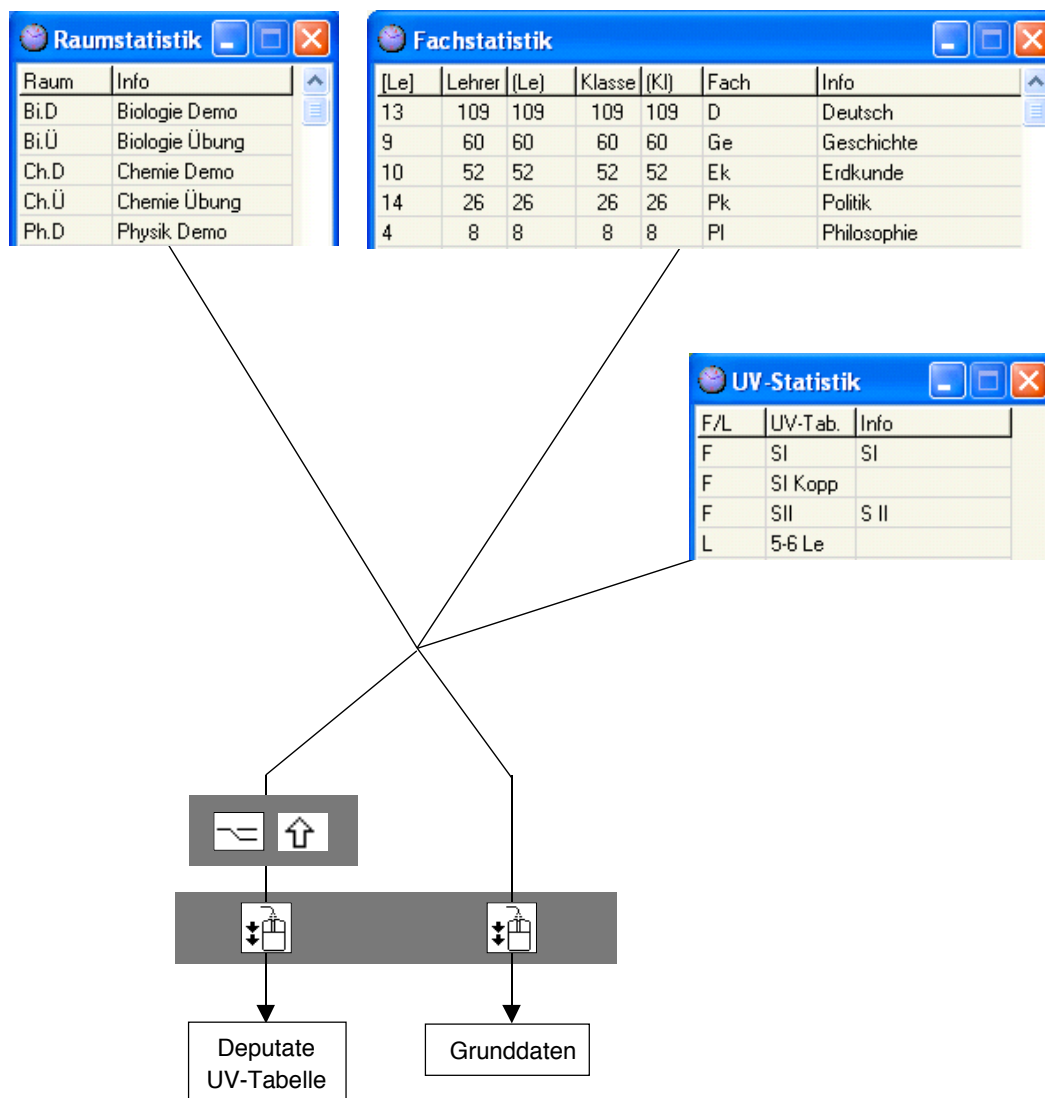 Raumstatistik
Raum Info
Bi.D Biologie Demo
Bi.Ü Biologie Übung
Ch.D Chemie Demo
Ch.Ü Chemie Übung
Ph.D Physik Demo
Fachstatistik
[Le] Lehrer (Le) Klasse (Kl) Fach Info
13 109 109 109 109 D Deutsch
9 60 60 60 60 Ge Geschichte
10 52 52 52 52 Ek Erdkunde
14 26 26 26 26 Pk Politik
4 8 8 8 8 Pl Philosophie
UV-Statistik
F/L UV-Tab. Info
F SI SI
F SI Kopp
F SII S II
L 5-6 Le
Deputate
UV-Tabelle
Grunddaten